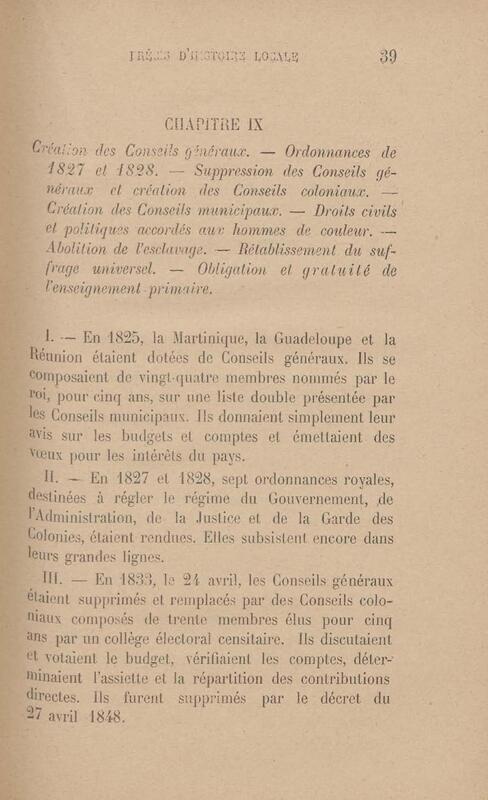 PRÉCIS D'HISTOIRE LOCALE 39
CHAPITRE IX
Création des Conseils généraux. — Ordonnances de
1827 et 1828. — Suppression des Conseils gé-
néraux et création des Conseils coloniaux. —
Création des Conseils municipaux. — Droits civils
et politiques accordés aux hommes de couleur. —
Abolition de l'esclavage. — Rétablissement du suf-
frage universel. — Obligation et gratuité de
l'enseignement primaire.
I. — En 1825, la Martinique, la Guadeloupe et la
Réunion étaient dotées de Conseils généraux. Ils se
composaient de vingt-quatre membres nommés par le
roi, pour cinq ans, sur une liste double présentée par
les Conseils municipaux. Ils donnaient simplement leur
avis sur les budgets et comptes et émettaient des
vœux pour les intérêts du pays.
II. — En 1827 et 1828, sept ordonnances royales,
destinées à régler le régime du Gouvernement, de
l'Administration, de la Justice et de la Garde des
Colonies, étaient rendues. Elles subsistent encore dans
leurs grandes lignes.
III. — En 1833, le 24 avril, les Conseils généraux
étaient supprimés et remplacés par des Conseils colo-
niaux composés de trente membres élus pour cinq
ans par un collège électoral censitaire. Ils discutaient
et votaient le budget, vérifiaient les comptes, déter-
minaient l'assiette et la répartition des contributions
directes. Ils furent supprimés par le décret du
27 avril 1848.